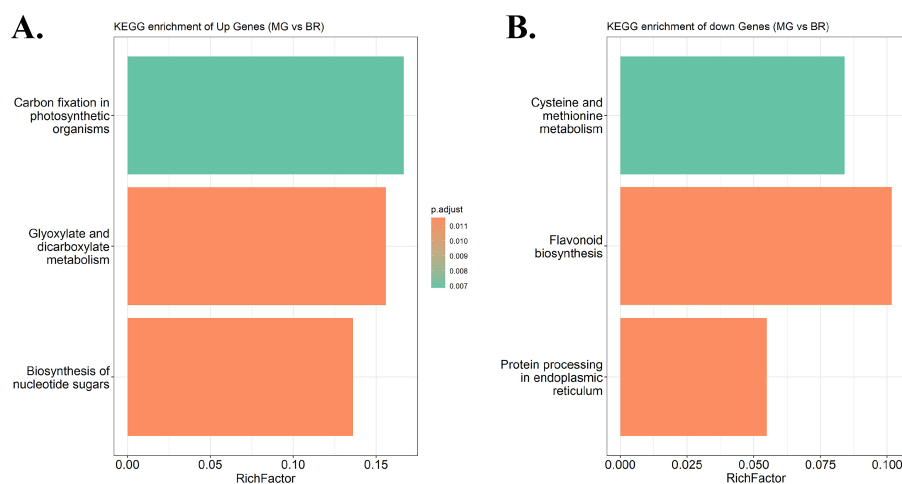 A.
KEGG enrichment of Up Genes (MG vs BR)
Carbon fixation in
photosynthetic
organisms
Glyoxylate and
dicarboxylate
metabolism
Biosynthesis of
nucleotide sugars
0.00 0.05 0.10 0.15
RichFactor
p.adjust
0.011
0.010
0.009
0.008
0.007
B.
KEGG enrichment of down Genes (MG vs BR)
Cysteine and
methionine
metabolism
Flavonoid
biosynthesis
Protein processing
in endoplasmic
reticulum
0.000 0.025 0.050 0.075 0.100
RichFactor